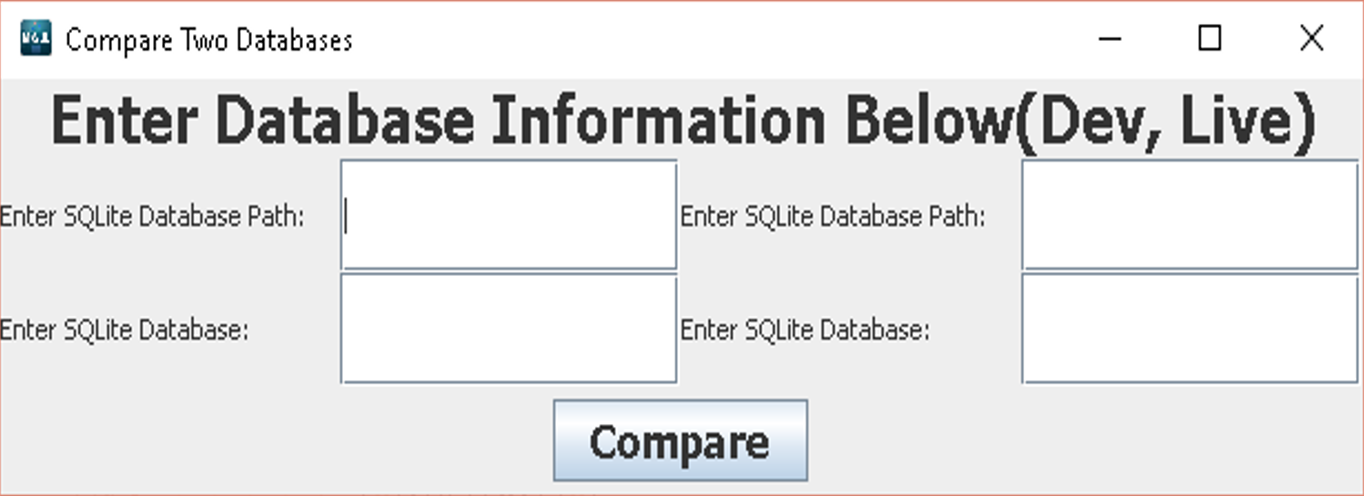 Compare Two Databases
Enter Database Information Below(Dev, Live)
Enter SQLite Database Path: Enter SQLite Database Path:
Enter SQLite Database: Enter SQLite Database:
Compare